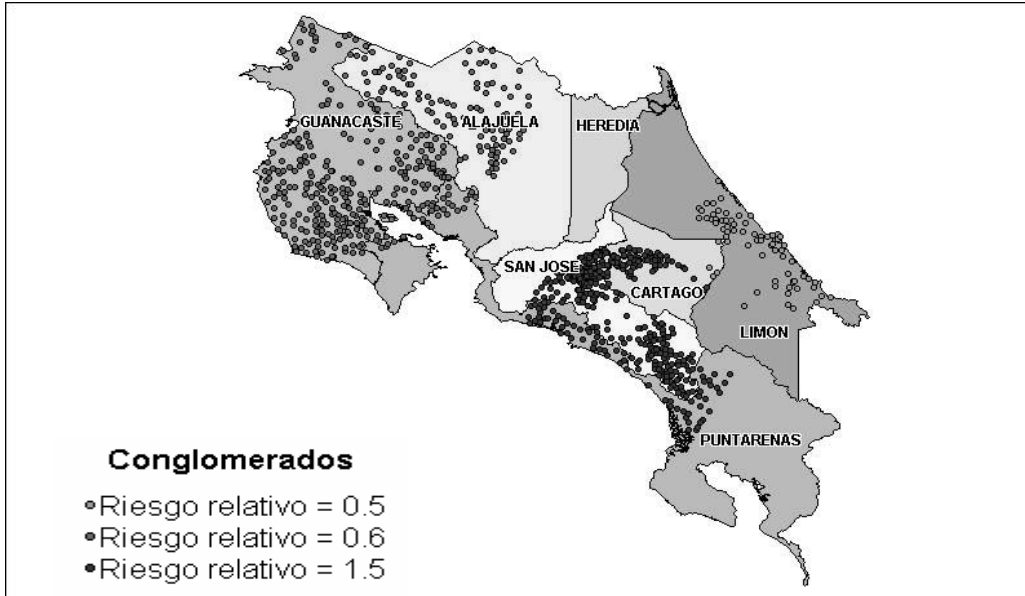 GUANACASTE
ALAJUELA
HEREDIA
SAN JOSE
CARTAGO
LIMON
PUNTARENAS
Conglomerados
Riesgo relativo = 0.5
Riesgo relativo = 0.6
Riesgo relativo = 1.5